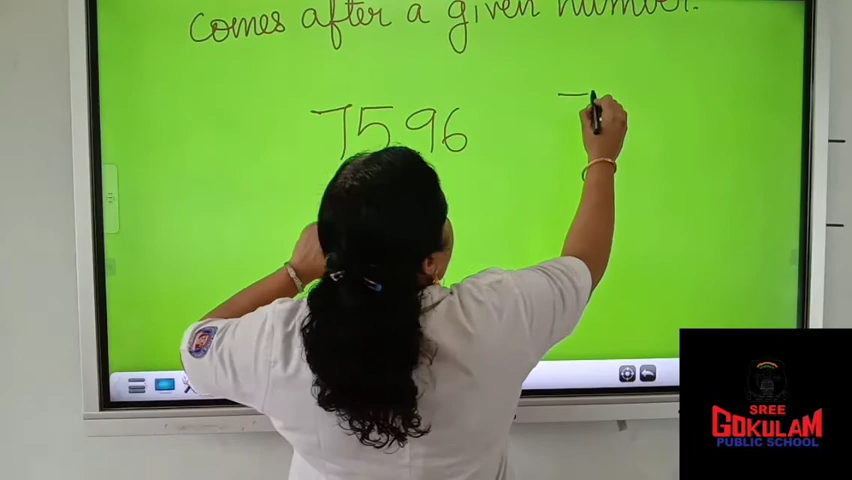 comes after a given number.
7596
SREE
GOKULAM
PUBLIC SCHOOL